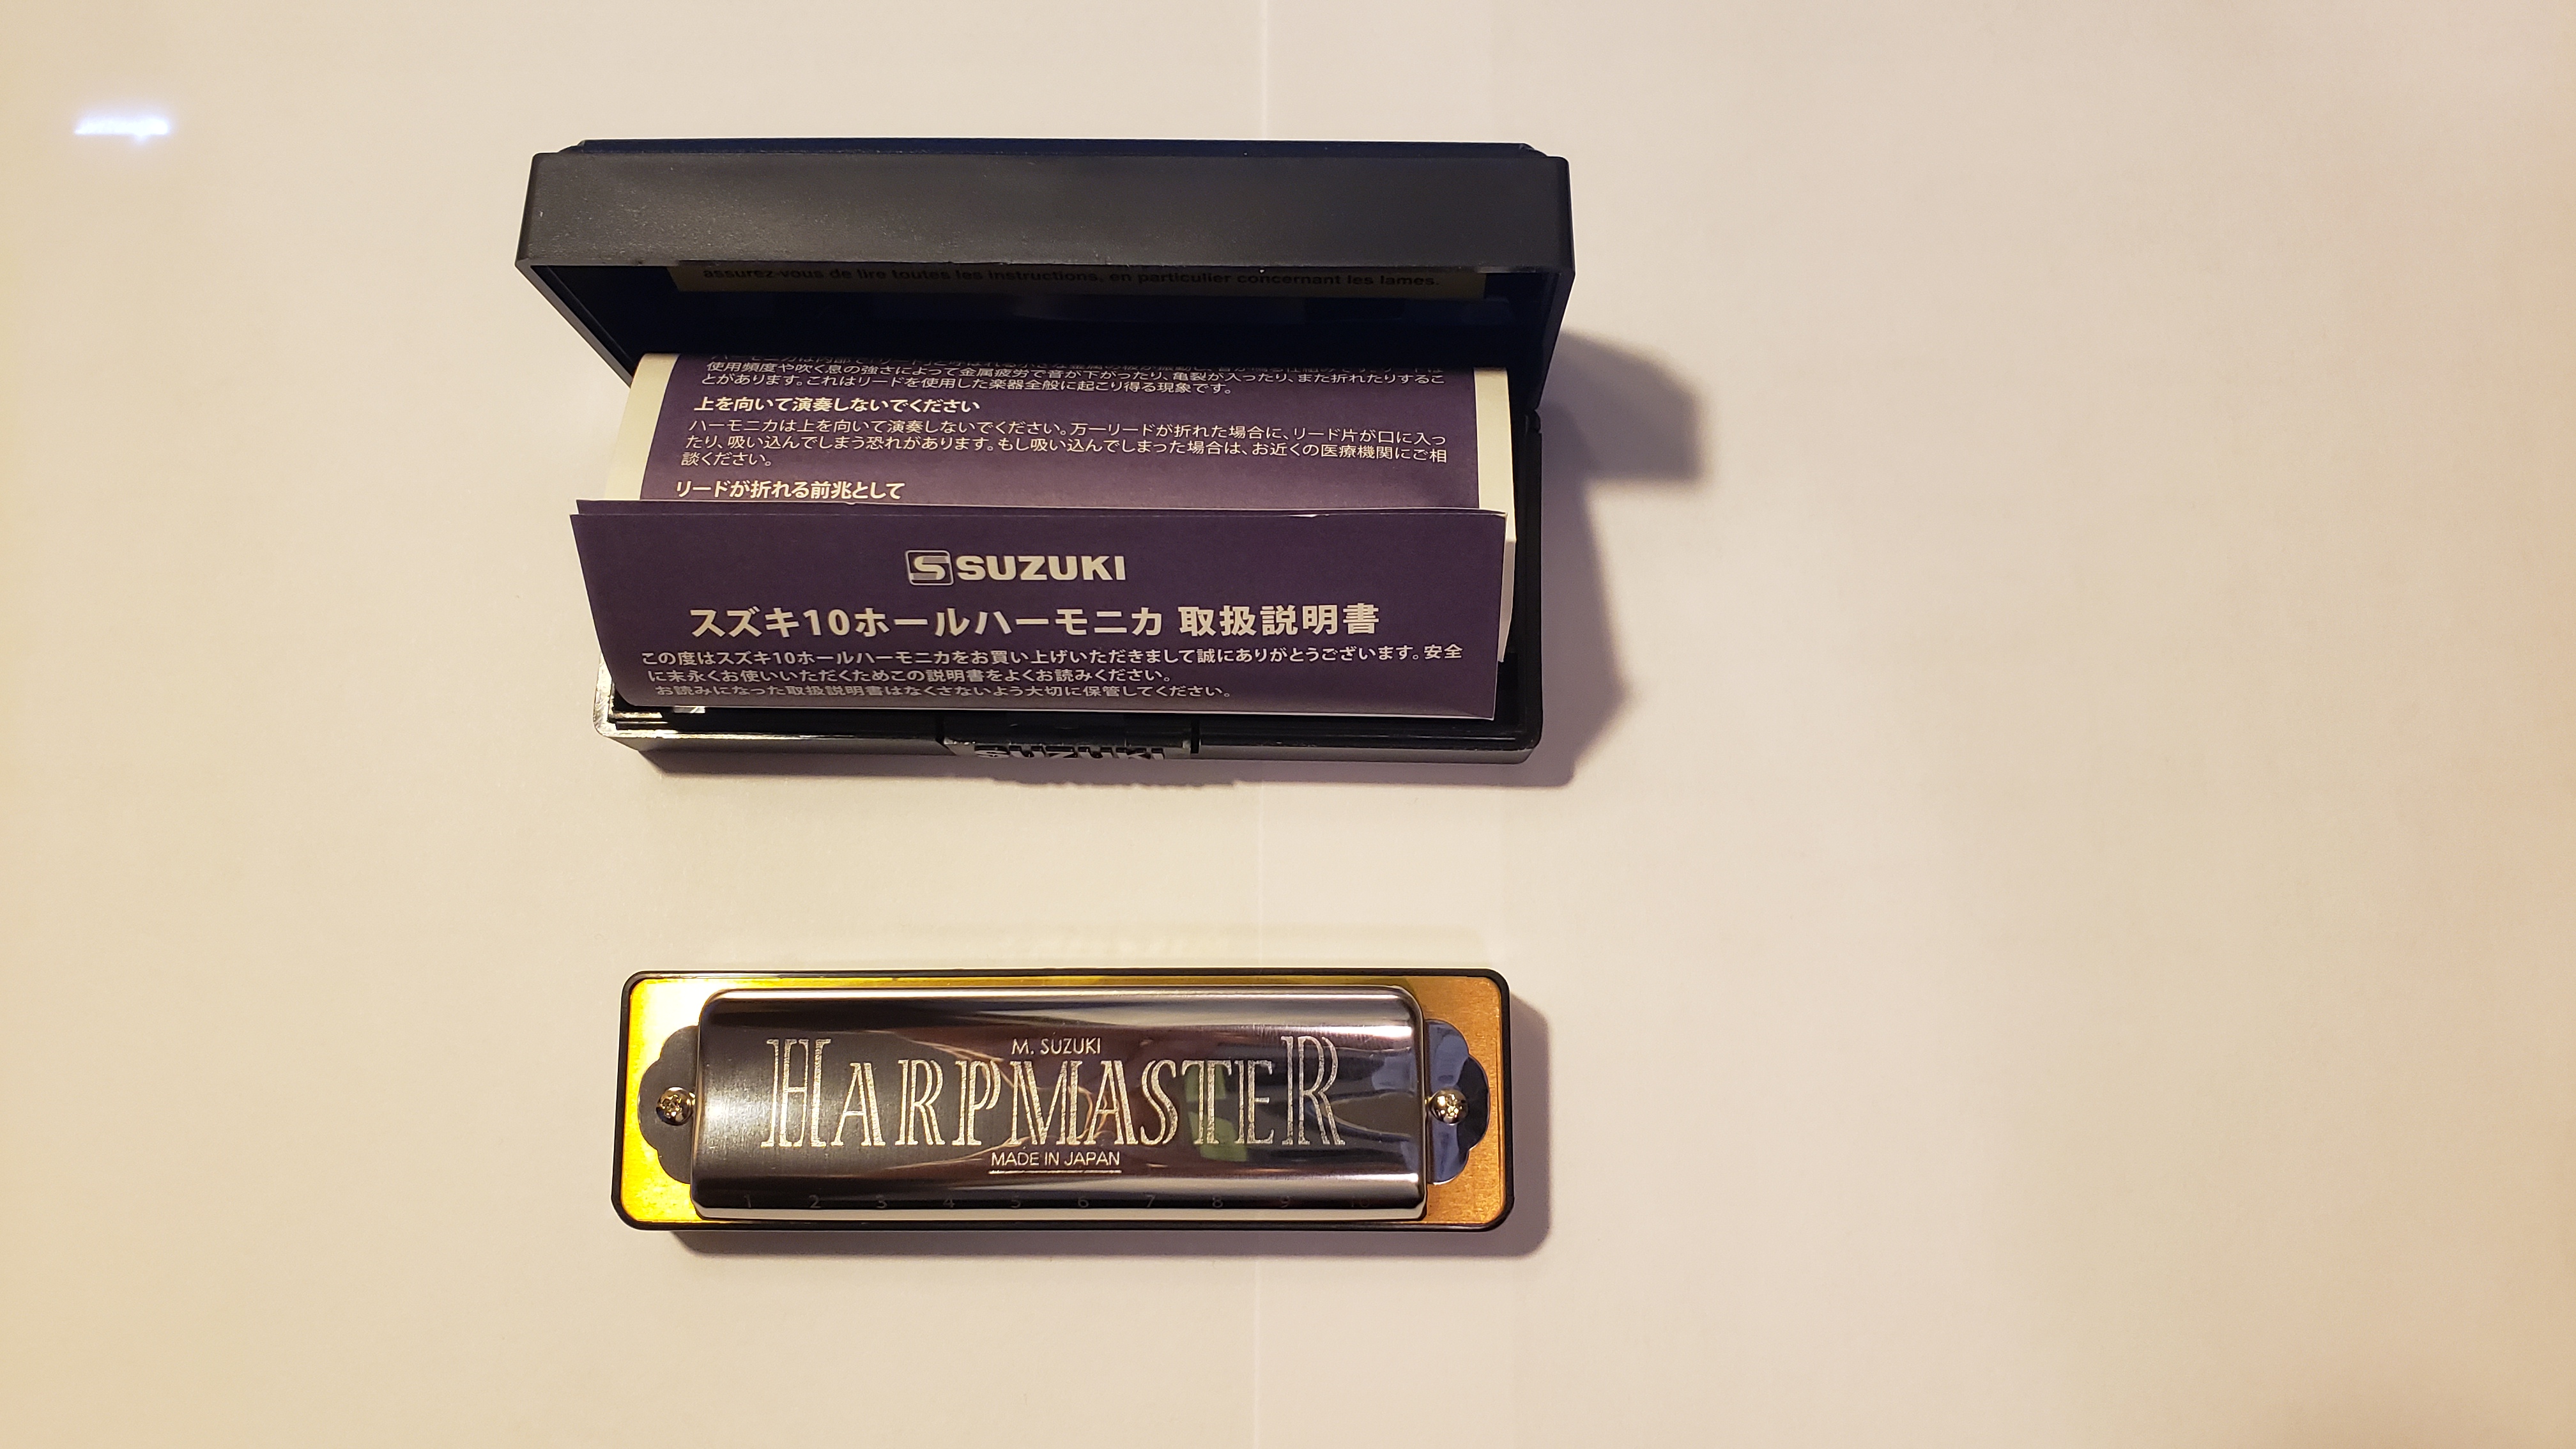 assurez-vous de lire toutes les instructions, en particulier concernant les lames.
使用頻度や吹く息の強さによって金属疲労で音が下がったり、亀裂が入ったり、また折れたりするこ
とがあります。これはリードを使用した楽器全般に起こり得る現象です。
上を向いて演奏しないでください
ハーモニカは上を向いて演奏しないでください。万一リードが折れた場合に、リード片が口に入っ
たり、吸い込んでしまう恐れがあります。もし吸い込んでしまった場合は、お近くの医療機関にご相
談ください。
リードが折れる前兆として
SUZUKI
スズキ10ホールハーモニカ 取扱説明書
この度はスズキ10ホールハーモニカをお買い上げいただきまして誠にありがとうございます。安全
に末永くお使いいただくためこの説明書をよくお読みください。
お読みになった取扱説明書はなくさないよう大切に保管してください。
SUZUKI
M. SUZUKI
HARPMASTER
MADE IN JAPAN
1 2 3 4 5 6 7 8 9 10